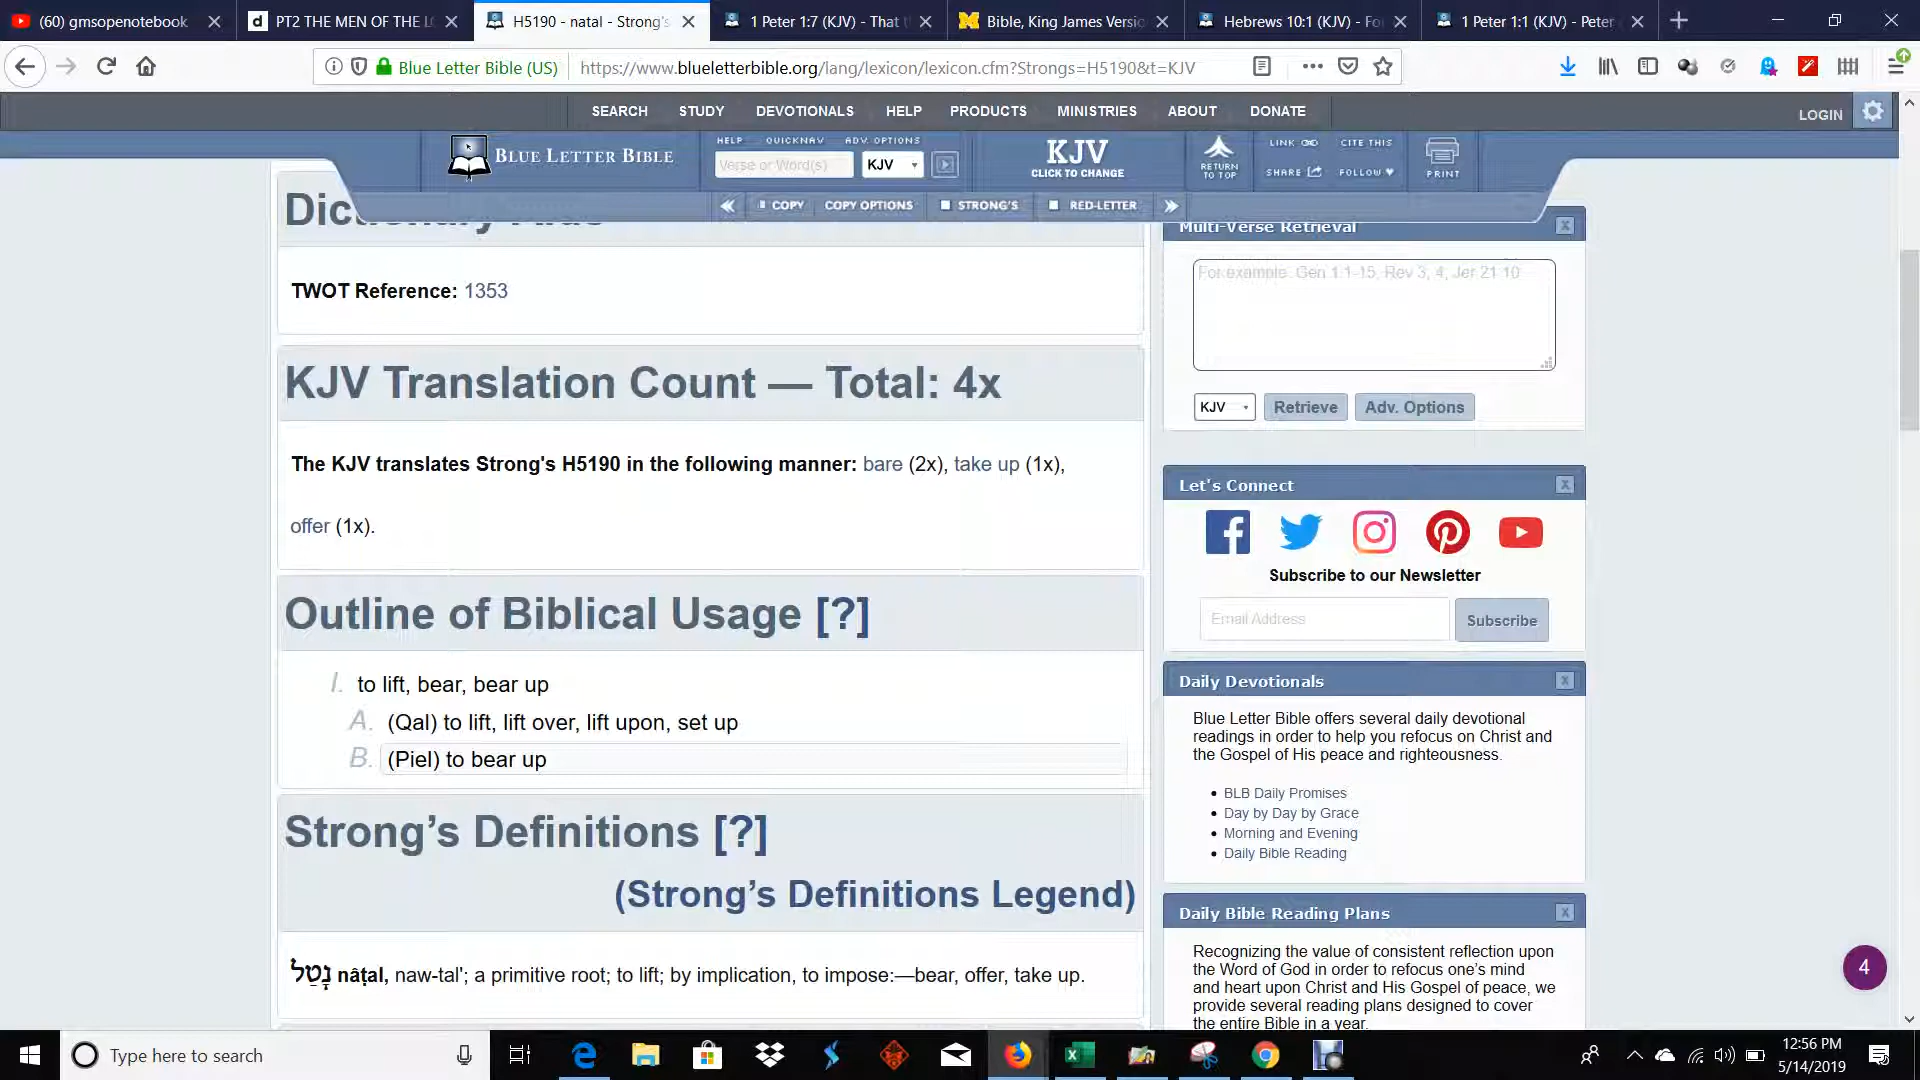 (60) gmsopenotebook
PT2 THE MEN OF THE L
H5190 - natal - Strong's
1 Peter 1:7 (KJV) - That t
Bible, King James Versio
Hebrews 10:1 (KJV) - Fo
1 Peter 1:1 (KJV) - Peter
Blue Letter Bible (US)
https://www.blueletterbible.org/lang/lexicon/lexicon.cfm?Strongs=H5190&t=KJV
SEARCH STUDY DEVOTIONALS HELP PRODUCTS MINISTRIES ABOUT DONATE
LOGIN
BLUE LETTER BIBLE
HELP QUICKNAV ADV. OPTIONS
Verse or Word(s)
KJV
KJV
CLICK TO CHANGE
RETURN
TO TOP
LINK CITE THIS
SHARE FOLLOW
PRINT
COPY COPY OPTIONS STRONG'S RED-LETTER
TWOT Reference: 1353
KJV Translation Count — Total: 4x
The KJV translates Strong's H5190 in the following manner: bare (2x), take up (1x),
offer (1x).
Outline of Biblical Usage [?]
I. to lift, bear, bear up
A. (Qal) to lift, lift over, lift upon, set up
B. (Piel) to bear up
Strong’s Definitions [?]
(Strong’s Definitions Legend)
נָטַל nâṭal, naw-tal'; a primitive root; to lift; by implication, to impose:—bear, offer, take up.
Multi-Verse Retrieval
x
For example: Gen 1:1-15; Rev 3, 4; Jer 21:10
KJV
Retrieve
Adv. Options
Let's Connect
x
Subscribe to our Newsletter
Email Address
Subscribe
Daily Devotionals
x
Blue Letter Bible offers several daily devotional
readings in order to help you refocus on Christ and
the Gospel of His peace and righteousness.
BLB Daily Promises
Day by Day by Grace
Morning and Evening
Daily Bible Reading
Daily Bible Reading Plans
x
Recognizing the value of consistent reflection upon
the Word of God in order to refocus one's mind
and heart upon Christ and His Gospel of peace, we
provide several reading plans designed to cover
the entire Bible in a year.
4
Type here to search
12:56 PM
5/14/2019